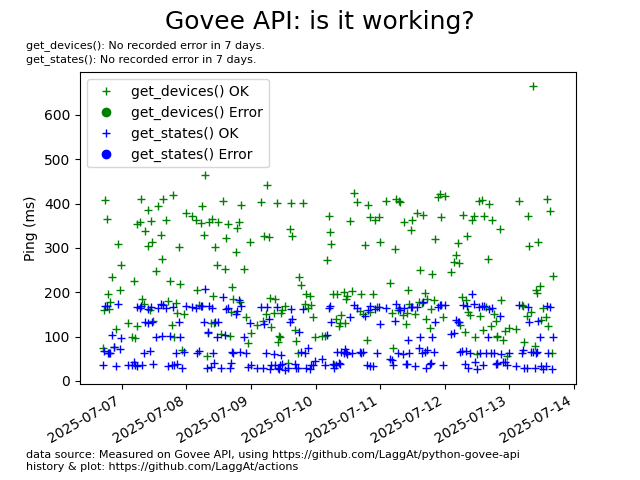 Govee API: is it working?
get_devices(): No recorded error in 7 days.
get_states(): No recorded error in 7 days.
get_devices() OK
get_devices() Error
get_states() OK
get_states() Error
Ping (ms)
600
500
400
300
200
100
0
2025-07-07
2025-07-08
2025-07-09
2025-07-10
2025-07-11
2025-07-12
2025-07-13
2025-07-14
data source: Measured on Govee API, using https://github.com/LaggAt/python-govee-api
history & plot: https://github.com/LaggAt/actions